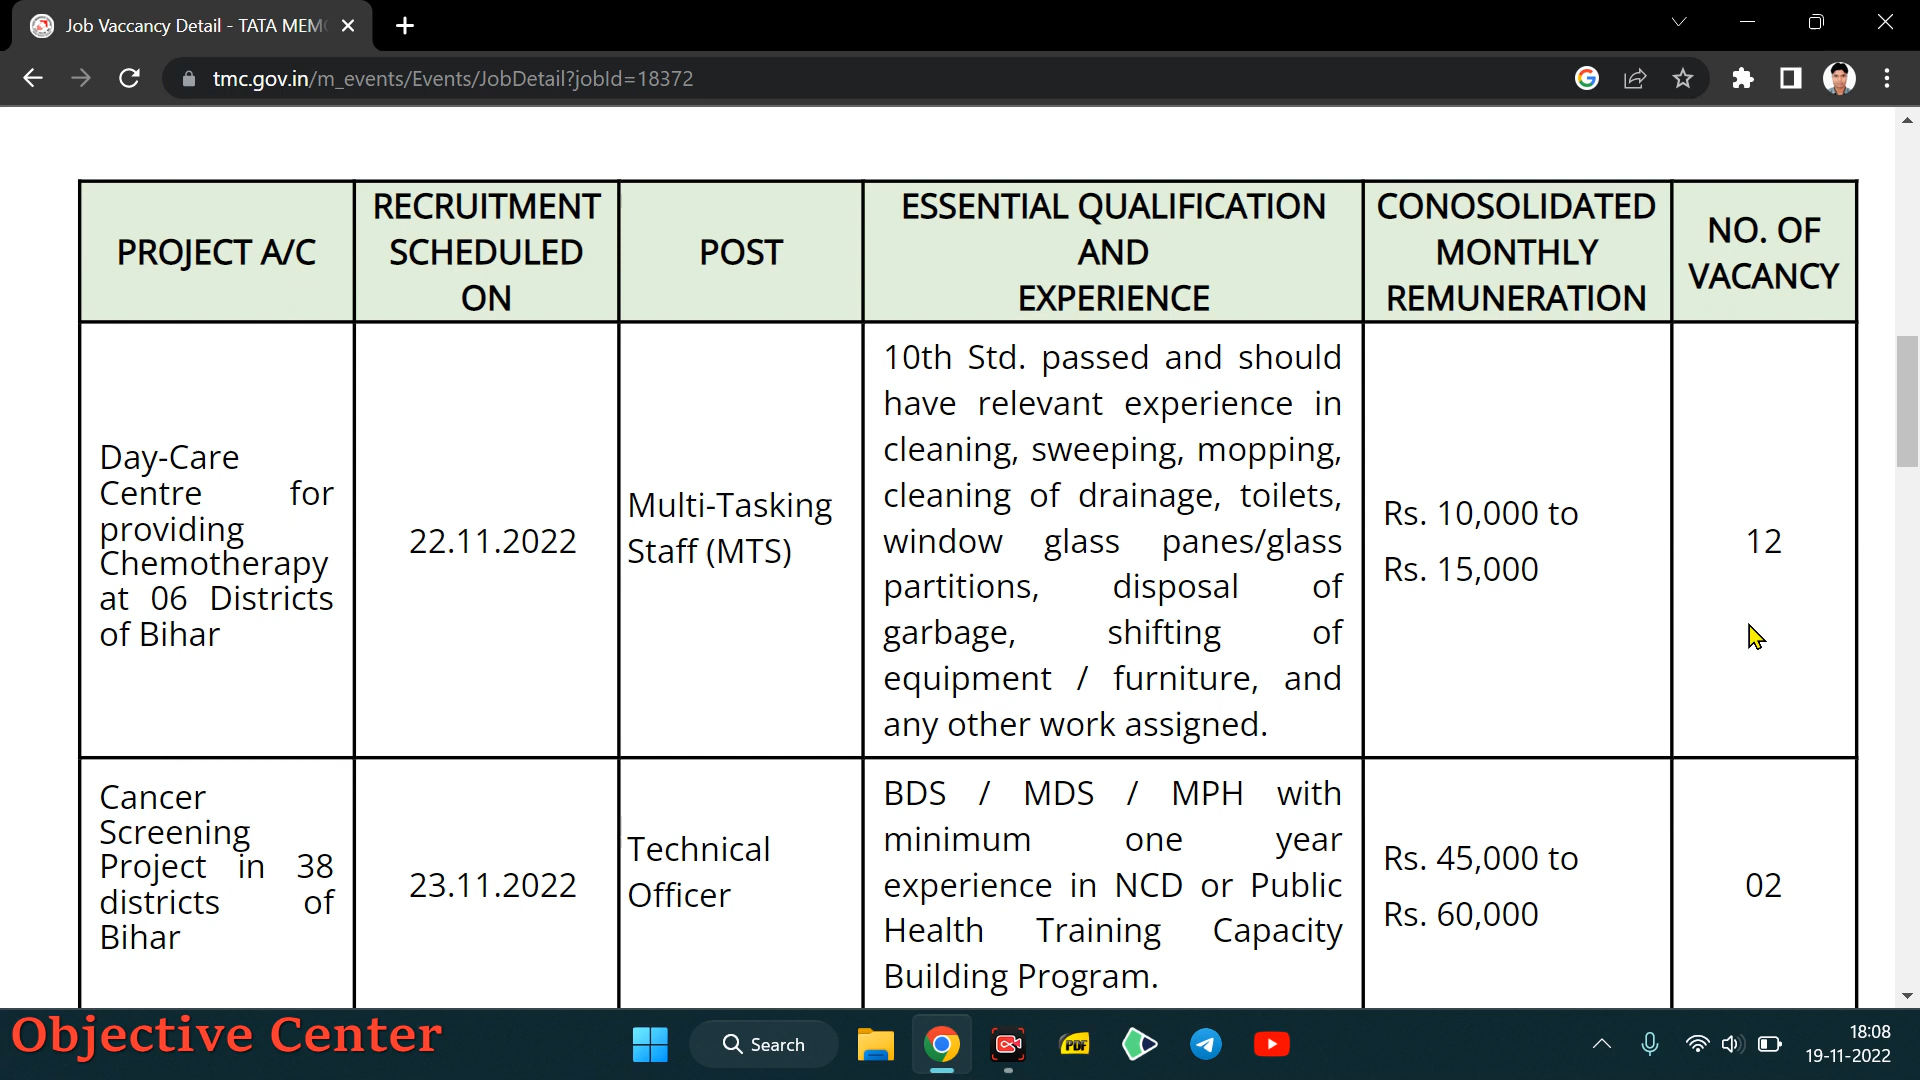 Job Vaccancy Detail - TATA MEM
tmc.gov.in/m_events/Events/JobDetail?jobId=18372
PROJECT A/C
RECRUITMENT
SCHEDULED
ON
POST
ESSENTIAL QUALIFICATION
AND
EXPERIENCE
CONOSOLIDATED
MONTHLY
REMUNERATION
NO. OF
VACANCY
Day-Care
Centre for
providing
Chemotherapy
at 06 Districts
of Bihar
22.11.2022
Multi-Tasking
Staff (MTS)
10th Std. passed and should
have relevant experience in
cleaning, sweeping, mopping,
cleaning of drainage, toilets,
window glass panes/glass
partitions, disposal of
garbage, shifting of
equipment / furniture, and
any other work assigned.
Rs. 10,000 to
Rs. 15,000
12
Cancer
Screening
Project in 38
districts of
Bihar
23.11.2022
Technical
Officer
BDS / MDS / MPH with
minimum one year
experience in NCD or Public
Health Training Capacity
Building Program.
Rs. 45,000 to
Rs. 60,000
02
Objective Center
Search
PDF
18:08
19-11-2022